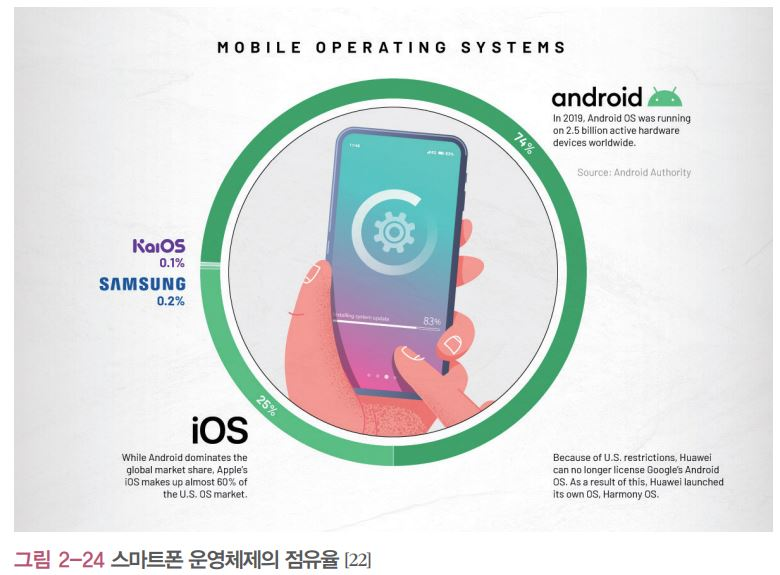 MOBILE OPERATING SYSTEMS
android
In 2019, Android OS was running
on 2.5 billion active hardware
devices worldwide.
Source: Android Authority
74%
KaiOS
0.1%
SAMSUNG
0.2%
Installing system update
83%
25%
iOS
While Android dominates the
global market share, Apple's
iOS makes up almost 60% of
the U.S. OS market.
Because of U.S. restrictions, Huawei
can no longer license Google's Android
OS. As a result of this, Huawei launched
its own OS, Harmony OS.
그림 2-24 스마트폰 운영체제의 점유율 [22]